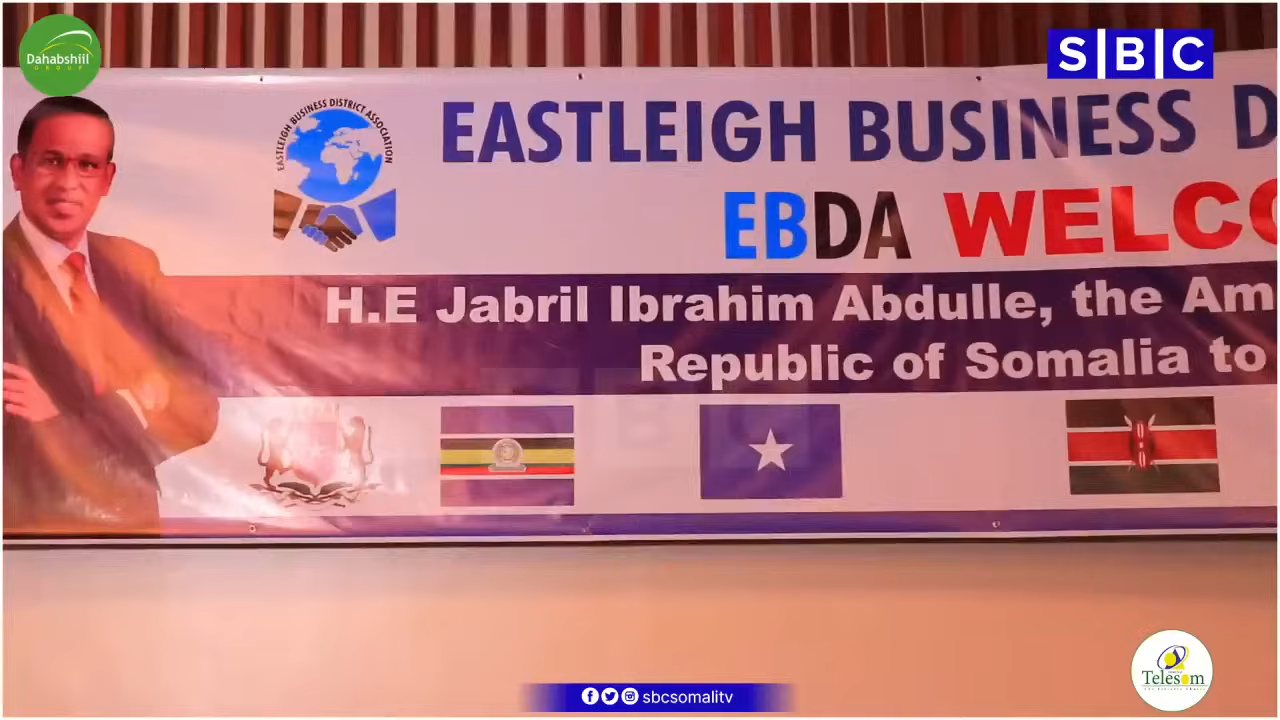 Dahabshiil
GROUP
S|B|C
EASTLEIGH BUSINESS DISTRICT ASSOCIATION
EASTLEIGH BUSINESS D
EBDA WELCO
H.E Jabril Ibrahim Abdulle, the Am
Republic of Somalia to
sbcsomalitv
Telesom